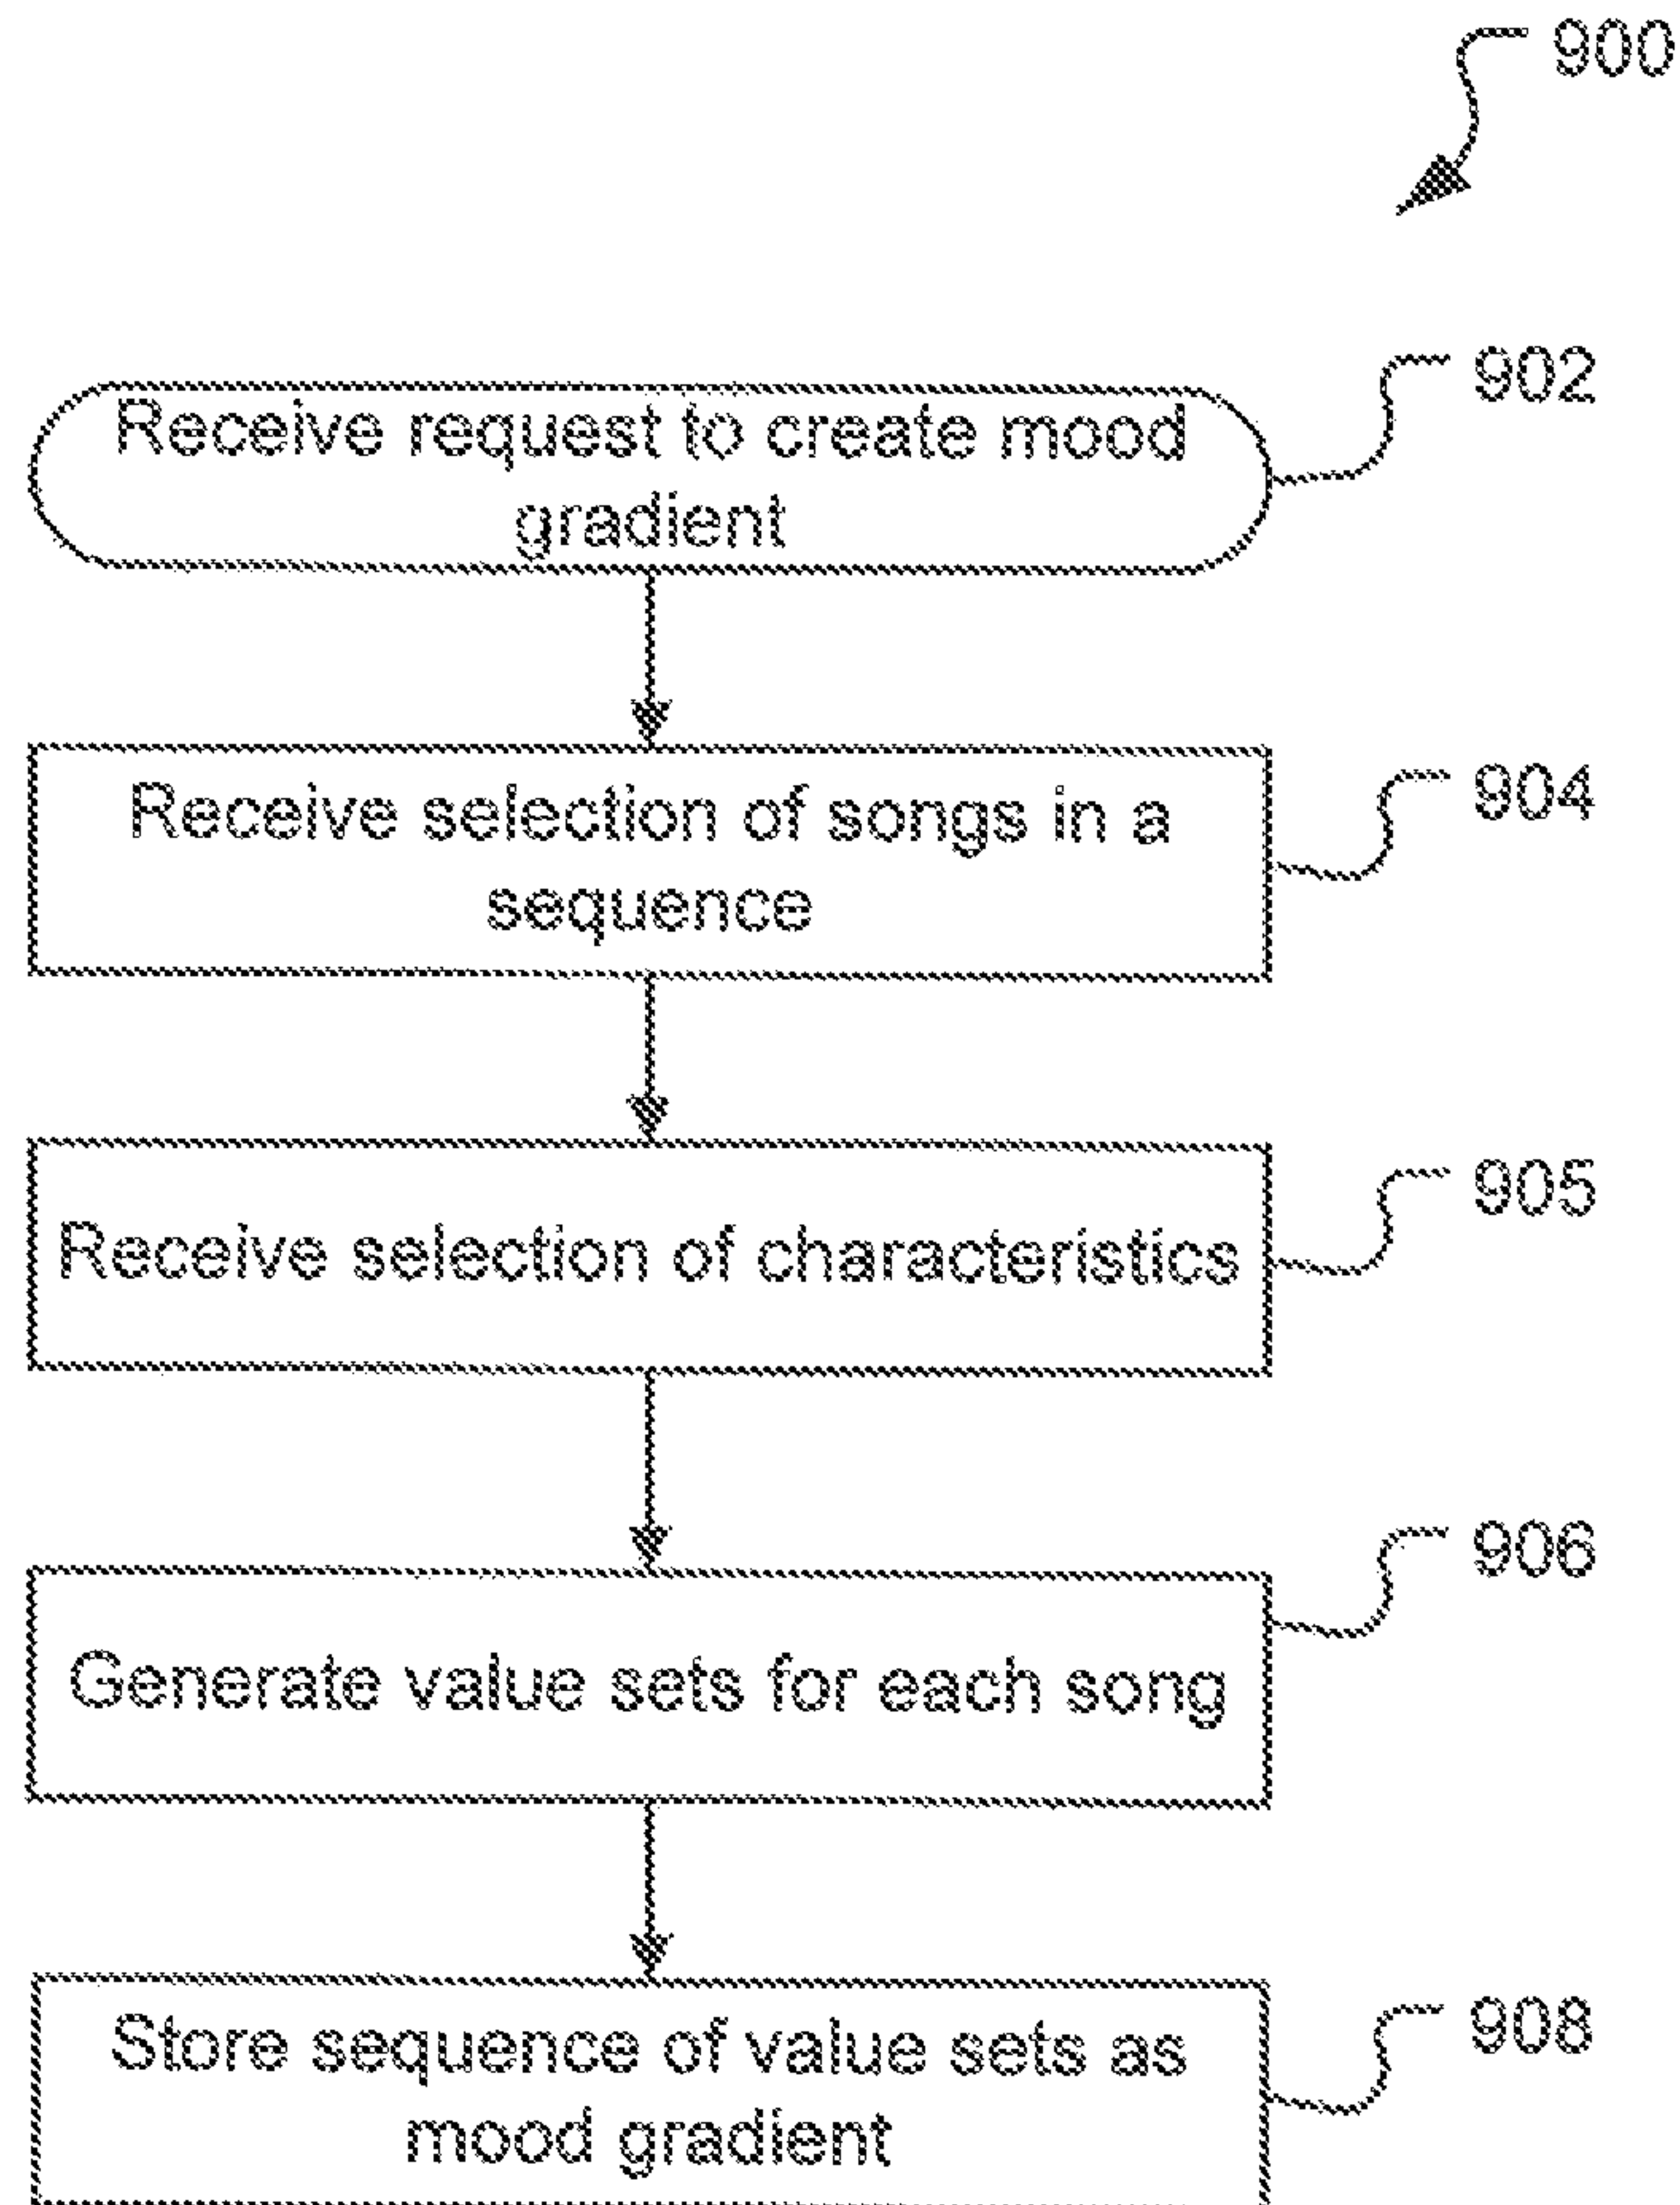 900
902
Receive request to create mood
gradient
904
Receive selection of songs in a
sequence
905
Receive selection of characteristics
906
Generate value sets for each song
908
Store sequence of value sets as
mood gradient